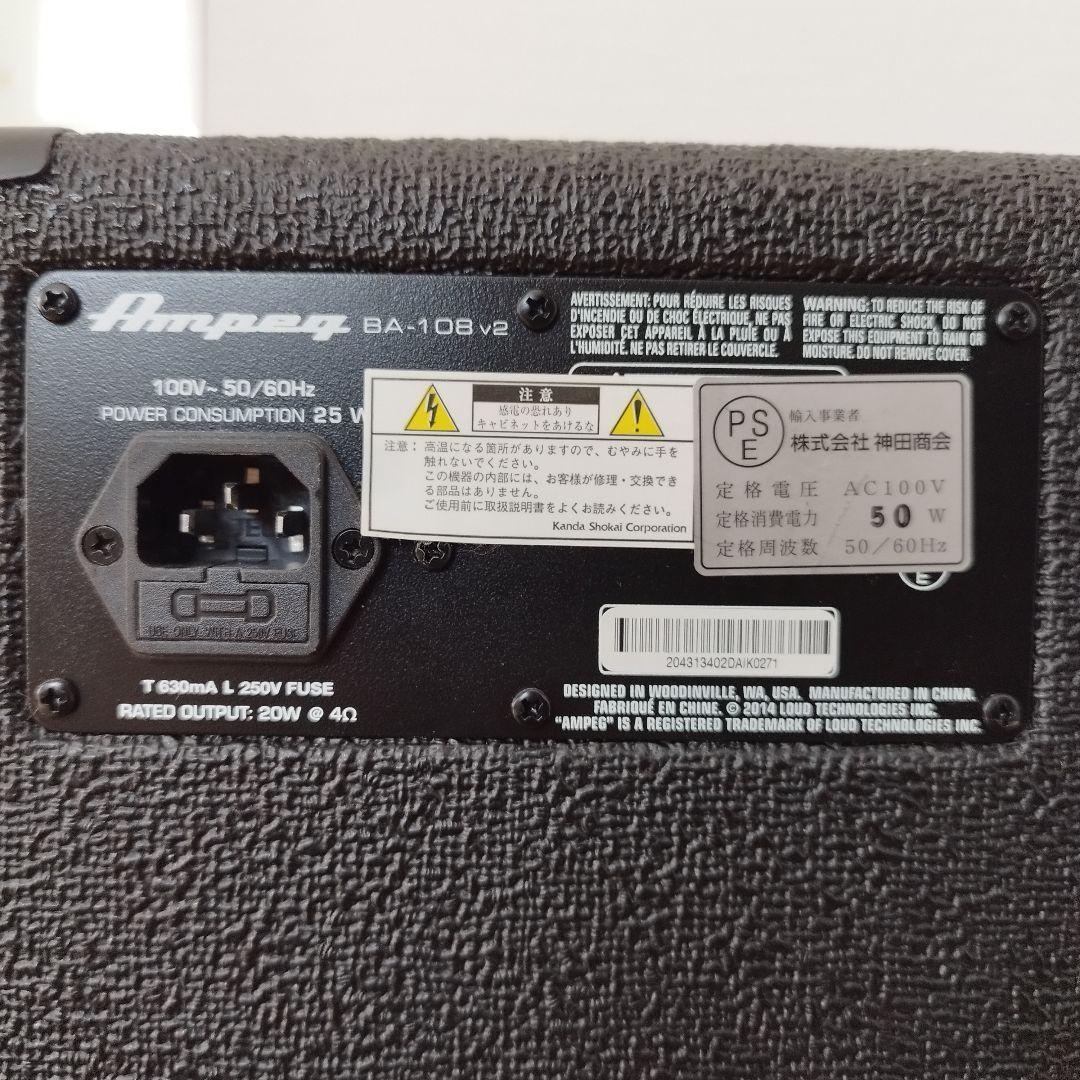 Ampeg BA-108 v2
100V~ 50/60Hz
POWER CONSUMPTION 25 W
AVERTISSEMENT: POUR RÉDUIRE LES RISQUES
D'INCENDIE OU DE CHOC ÉLECTRIQUE, NE PAS
EXPOSER CET APPAREIL À LA PLUIE OU À
L'HUMIDITÉ. NE PAS RETIRER LE COUVERCLE.
WARNING: TO REDUCE THE RISK OF
FIRE OR ELECTRIC SHOCK, DO NOT
EXPOSE THIS EQUIPMENT TO RAIN OR
MOISTURE. DO NOT REMOVE COVER.
注意
感電の恐れあり
キャビネットをあけるな
注意：高温になる箇所がありますので、むやみに手を
触れないでください。
この機器の内部には、お客様が修理・交換でき
る部品はありません。
ご使用前に取扱説明書をよくお読みください。
Kanda Shokai Corporation
PS
E
輸入事業者
株式会社 神田商会
定格電圧 AC100V
定格消費電力 50 W
定格周波数 50／60Hz
E
250V FUSE
T 630mA L 250V FUSE
RATED OUTPUT: 20W @ 4Ω
204313402DAIK0271
DESIGNED IN WOODINVILLE, WA, USA. MANUFACTURED IN CHINA.
FABRIQUÉ EN CHINE. © 2014 LOUD TECHNOLOGIES INC.
"AMPEG" IS A REGISTERED TRADEMARK OF LOUD TECHNOLOGIES INC.